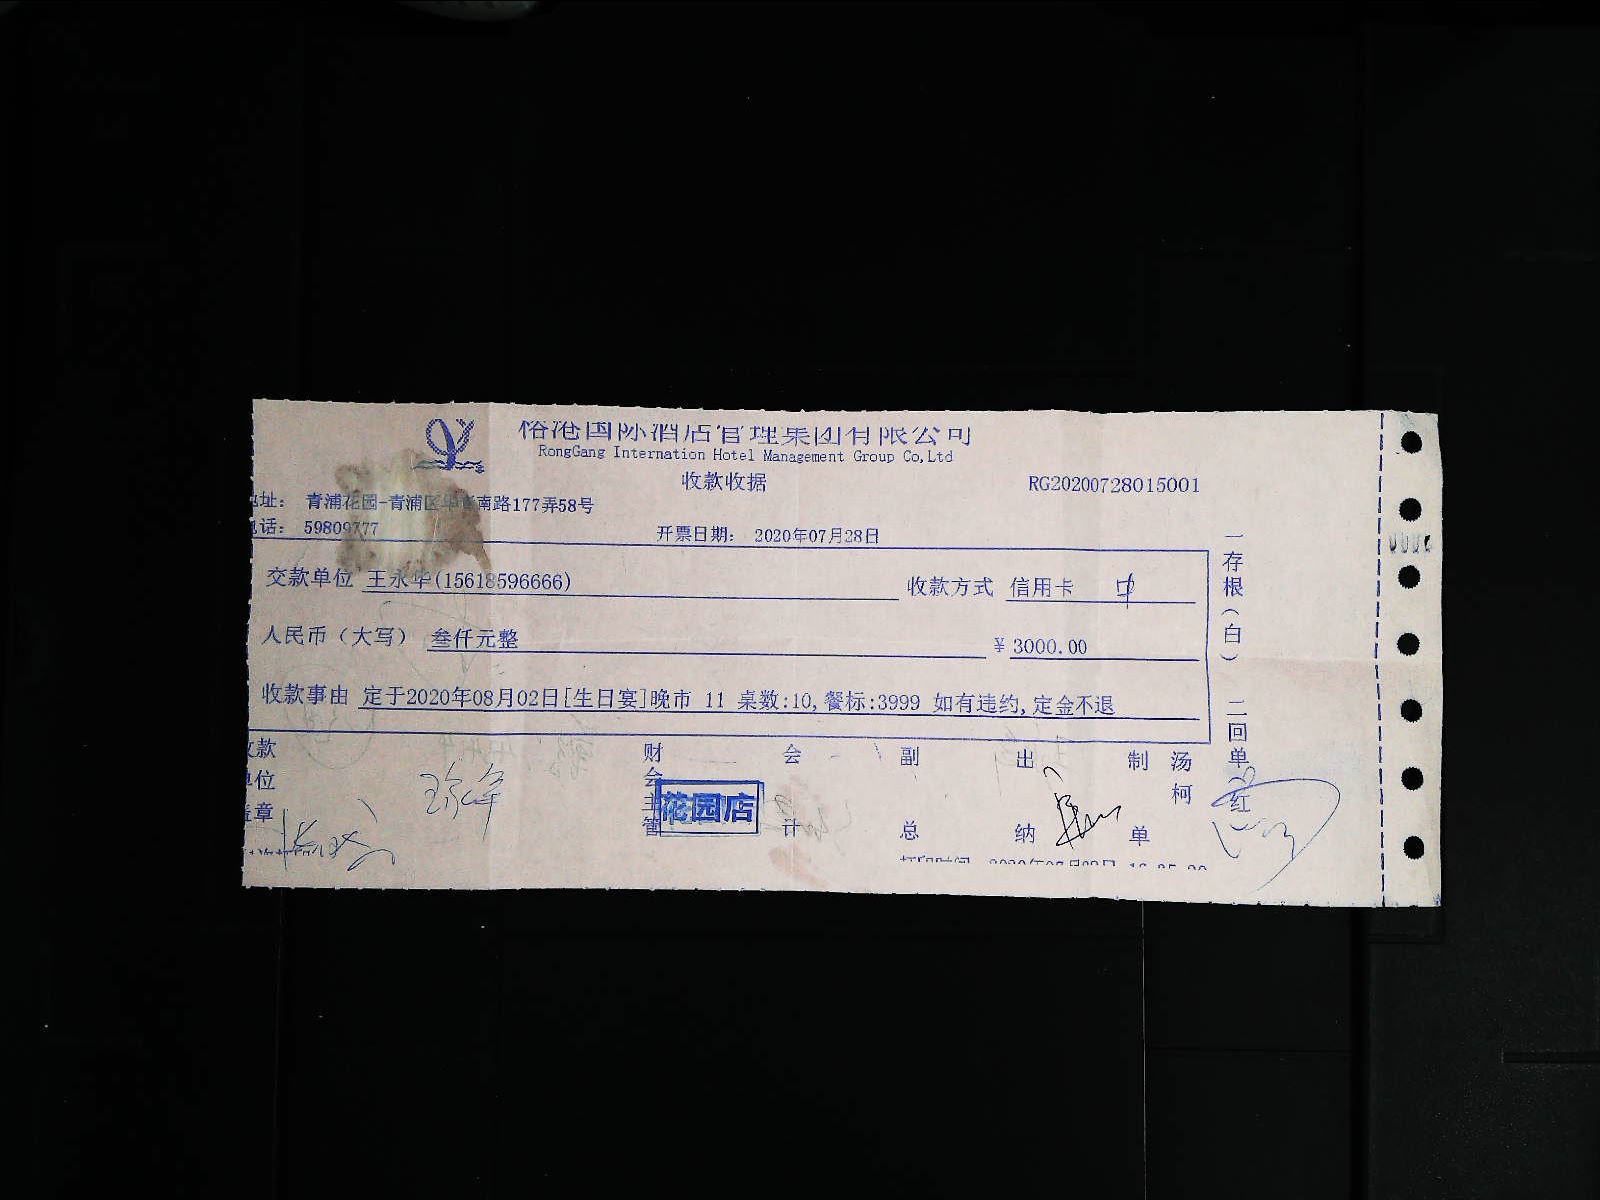 国际酒店管理集团有限公司
RongGang Internation Hotel Management Group Co,Ltd
收款收据 RG20200728015001
址: 青浦花园-青浦区 南路177弄58号
话: 59809777 开票日期: 2020年07月28日
交款单位 王永华(15618596666) 收款方式 信用卡
人民币(大写) 叁仟元整 ¥3000.00
收款事由 定于2020年08月02日[生日宴]晚市 11 桌数:10,餐标:3999 如有违约,定金不退
款位章
财会主管
花园店
会计
副总
出纳
制单
汤柯
一存根(白) 二回单(红)